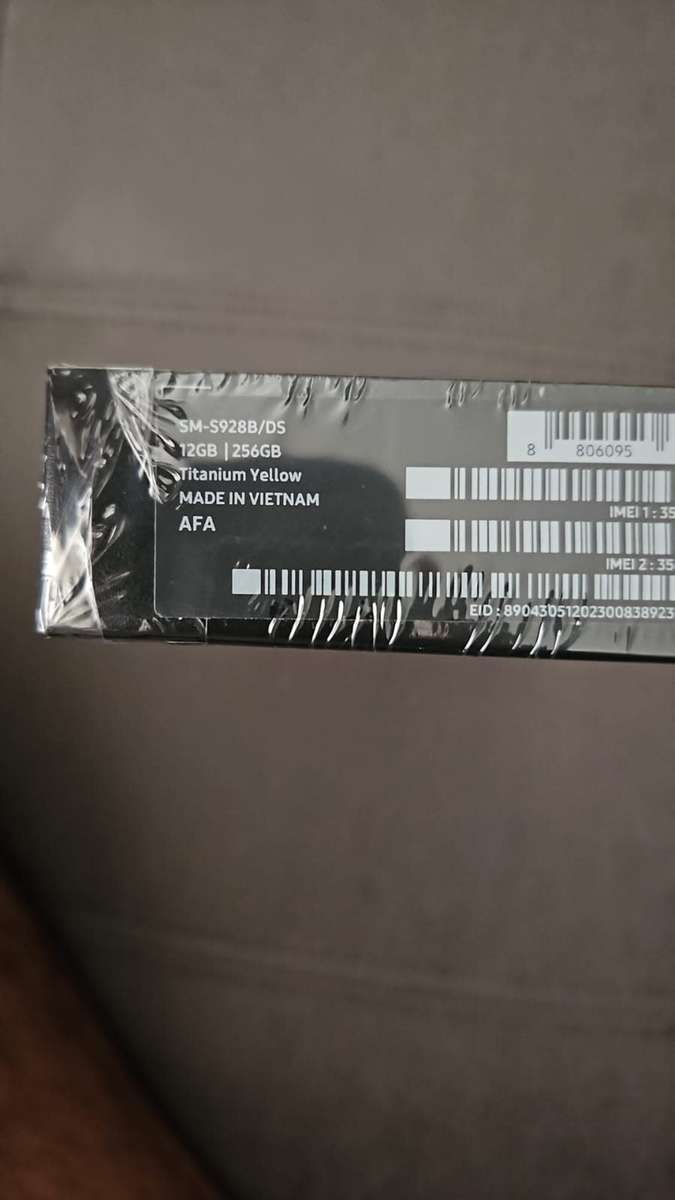 SM-S928B/DS
12GB | 256GB
Titanium Yellow
MADE IN VIETNAM
AFA
8 806095
IMEI 1 : 35
IMEI 2 : 35
EID : 89043051202300838923